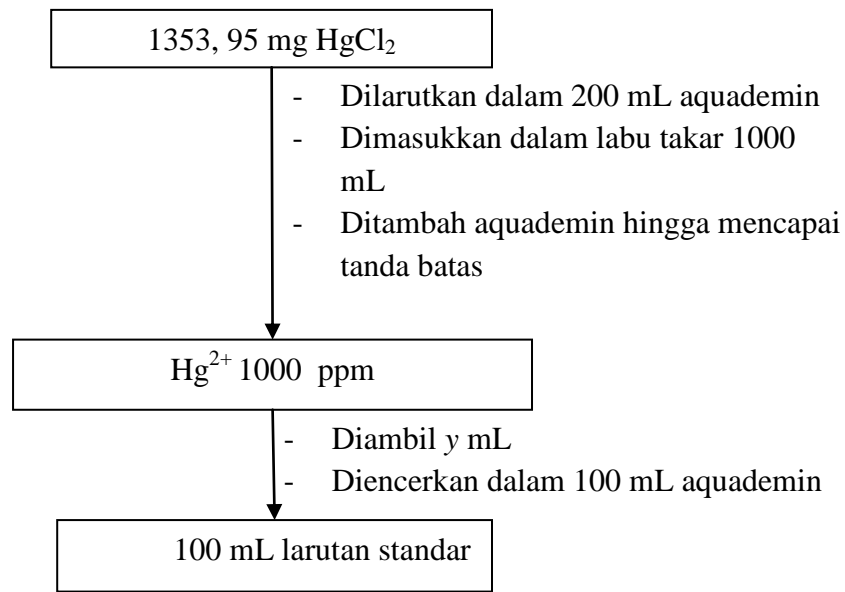 1353, 95 mg HgCl₂
- Dilarutkan dalam 200 mL aquademin
- Dimasukkan dalam labu takar 1000
mL
- Ditambah aquademin hingga mencapai
tanda batas
Hg²⁺ 1000 ppm
- Diambil y mL
- Diencerkan dalam 100 mL aquademin
100 mL larutan standar